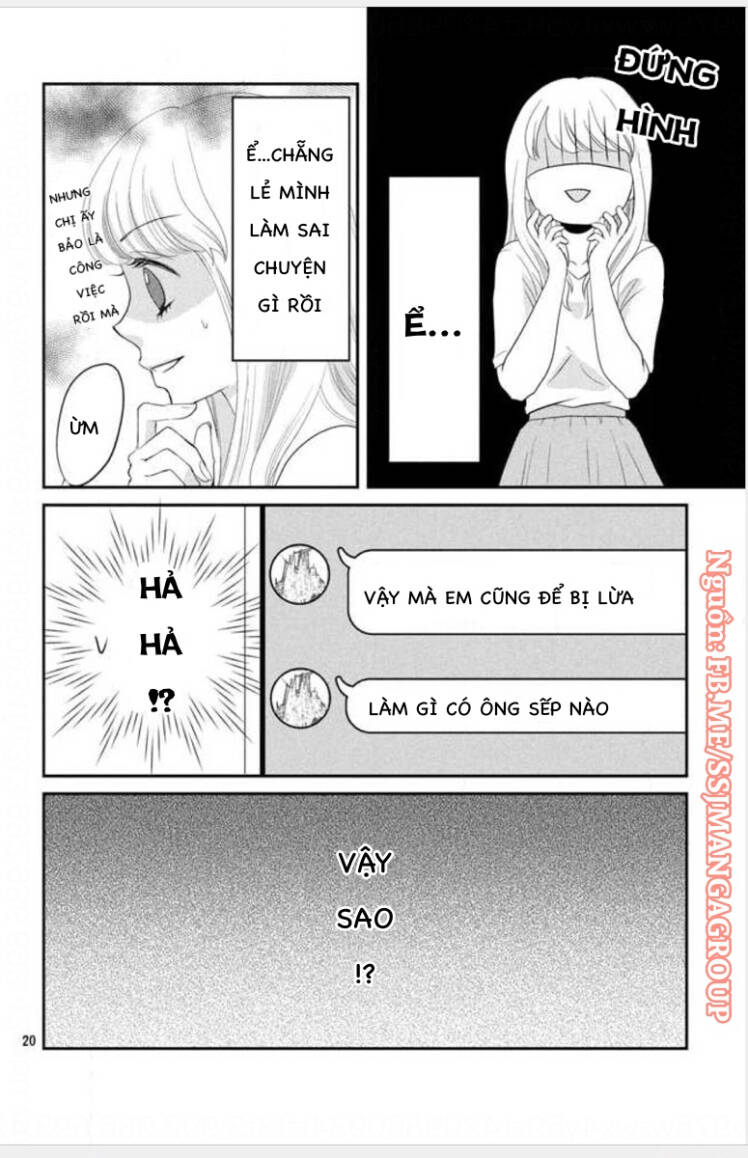 ĐỨNG
HÌNH
Ể...
Ể...CHẲNG
LẺ MÌNH
LÀM SAI
CHUYỆN
GÌ RỒI
NHƯNG
CHỊ ẤY
BẢO LÀ
CÔNG
VIỆC
RỒI MÀ
ỪM
HẢ
HẢ
!?
VẬY MÀ EM CŨNG ĐỂ BỊ LỪA
LÀM GÌ CÓ ÔNG SẾP NÀO
VẬY
SAO
!?
Nguồn: FB.ME/SSJMANGAGROUP
20